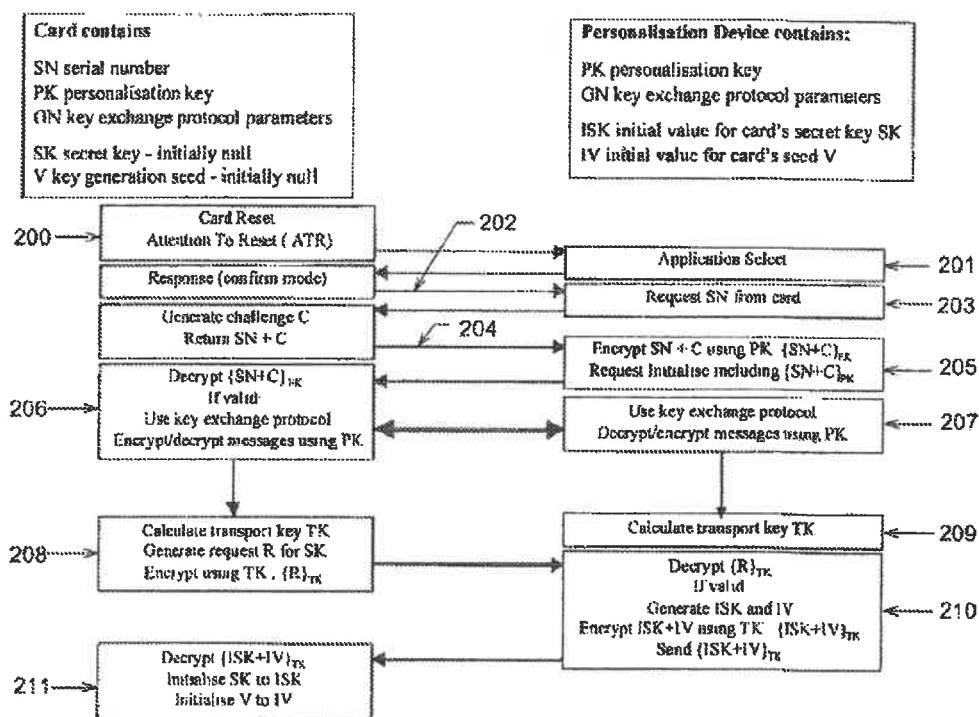 Card contains
SN serial number
PK personalisation key
GN key exchange protocol parameters
SK secret key - initially null
V key generation seed - initially null
Personalisation Device contains:
PK personalisation key
GN key exchange protocol parameters
ISK initial value for card's secret key SK
IV initial value for card's seed V
200
Card Reset
Attention To Reset ( ATR)
202
Application Select
201
Response (confirm mode)
Request SN from card
203
Generate challenge C
Return SN + C
204
Encrypt SN + C using PK {SN+C}PK
Request Initialise including {SN+C}PK
205
206
Decrypt {SN+C}PK
If valid
Use key exchange protocol
Encrypt/decrypt messages using PK
Use key exchange protocol
Decrypt/encrypt messages using PK
207
208
Calculate transport key TK
Generate request R for SK
Encrypt using TK , {R}TK
Calculate transport key TK
209
Decrypt {R}TK
If valid
Generate ISK and IV
Encrypt ISK+IV using TK {ISK+IV}TK
Send {ISK+IV}TK
210
211
Decrypt {ISK+IV}TK
Initialise SK to ISK
Initialise V to IV